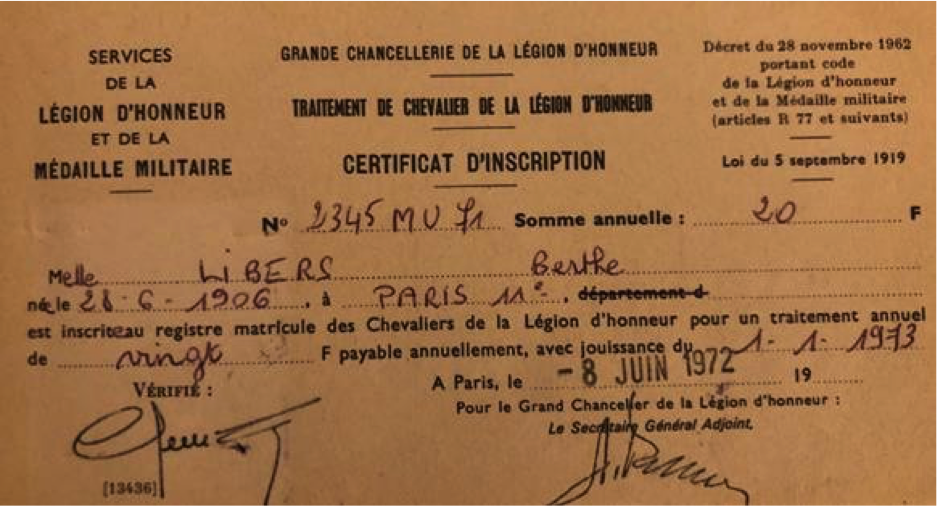 SERVICES
DE LA
LÉGION D'HONNEUR
ET DE LA
MÉDAILLE MILITAIRE
GRANDE CHANCELLERIE DE LA LÉGION D'HONNEUR
TRAITEMENT DE CHEVALIER DE LA LÉGION D'HONNEUR
CERTIFICAT D'INSCRIPTION
Décret du 28 novembre 1962
portant code
de la Légion d'honneur
et de la Médaille militaire
(articles R 77 et suivants)
Loi du 5 septembre 1919
No 2345 MU 71 Somme annuelle : 20 F
Melle LIBERS Berthe
née le 28-6-1906, à PARIS 11e, département d
est inscrite au registre matricule des Chevaliers de la Légion d'honneur pour un traitement annuel
de vingt F payable annuellement, avec jouissance du 1-1-1973
VÉRIFIÉ :
A Paris, le -8 JUIN 1972 19
Pour le Grand Chancelier de la Légion d'honneur :
Le Secrétaire Général Adjoint,
[13436]